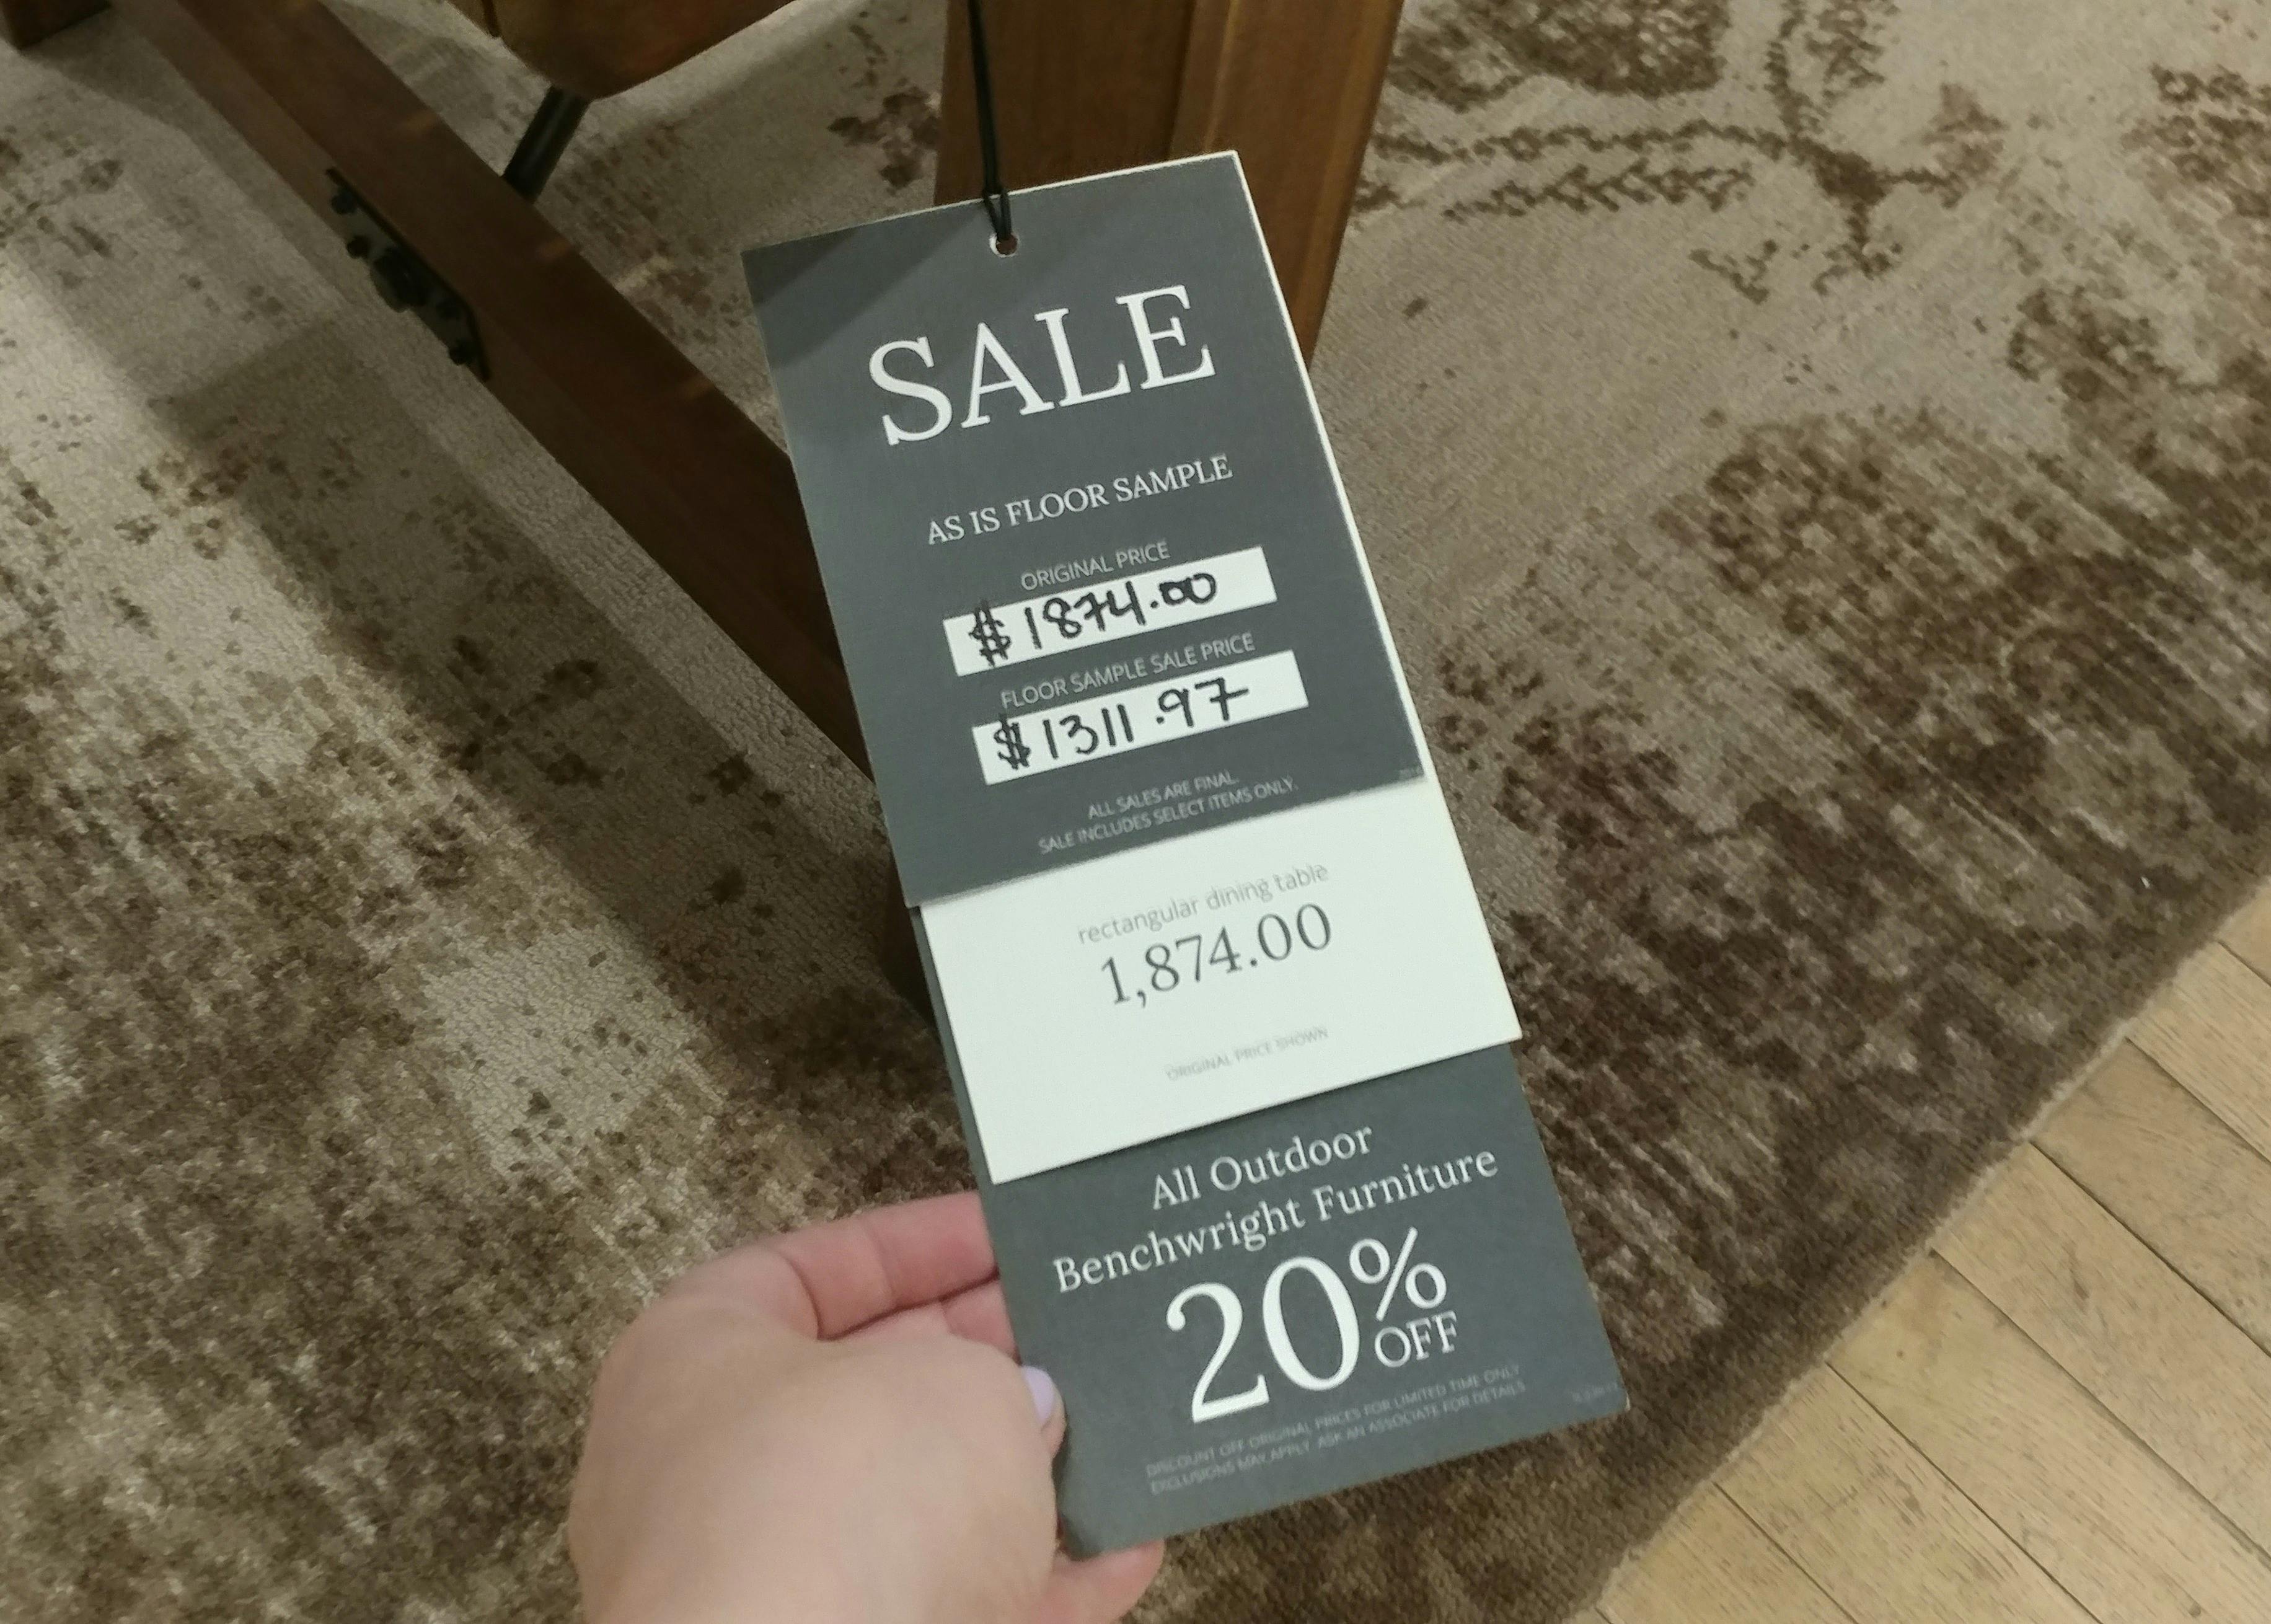 SALE
AS IS FLOOR SAMPLE
ORIGINAL PRICE
$1874.00
FLOOR SAMPLE SALE PRICE
$1311.97
ALL SALES ARE FINAL.
SALE INCLUDES SELECT ITEMS ONLY.
rectangular dining table
1,874.00
ORIGINAL PRICE SHOWN
All Outdoor
Benchwright Furniture
20% OFF
DISCOUNT OFF ORIGINAL PRICES FOR LIMITED TIME ONLY.
EXCLUSIONS MAY APPLY. ASK AN ASSOCIATE FOR DETAILS.